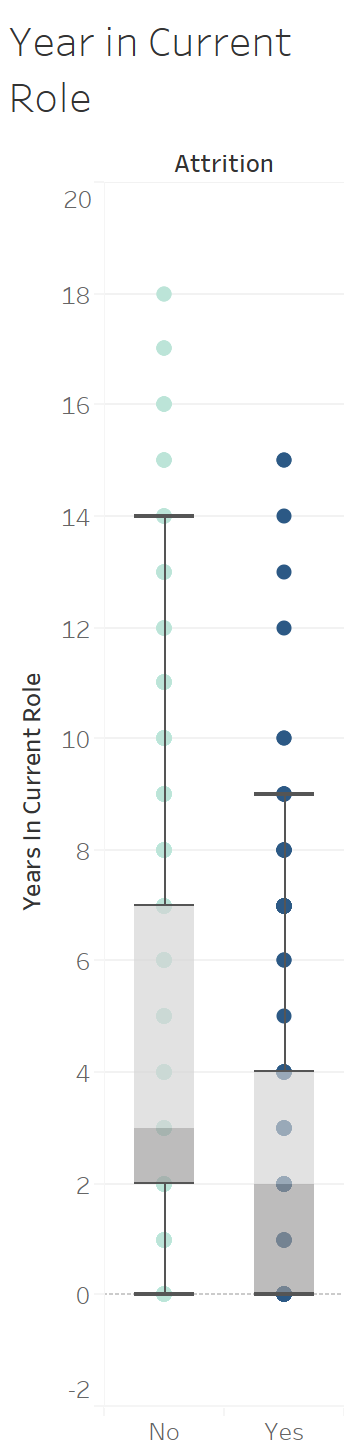 Year in Current
Role
Attrition
20
18
16
14
12
10
8
6
4
2
0
-2
Years In Current Role
No Yes